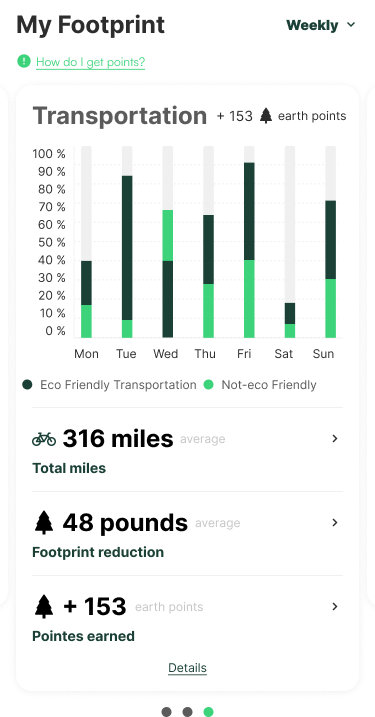 My Footprint
Weekly
How do I get points?
Transportation + 153 earth points
100 %
90 %
80 %
70 %
60 %
50 %
40 %
30 %
20 %
10 %
0 %
Mon Tue Wed Thu Fri Sat Sun
Eco Friendly Transportation Not-eco Friendly
316 miles average
Total miles
48 pounds average
Footprint reduction
+ 153 earth points
Pointes earned
Details